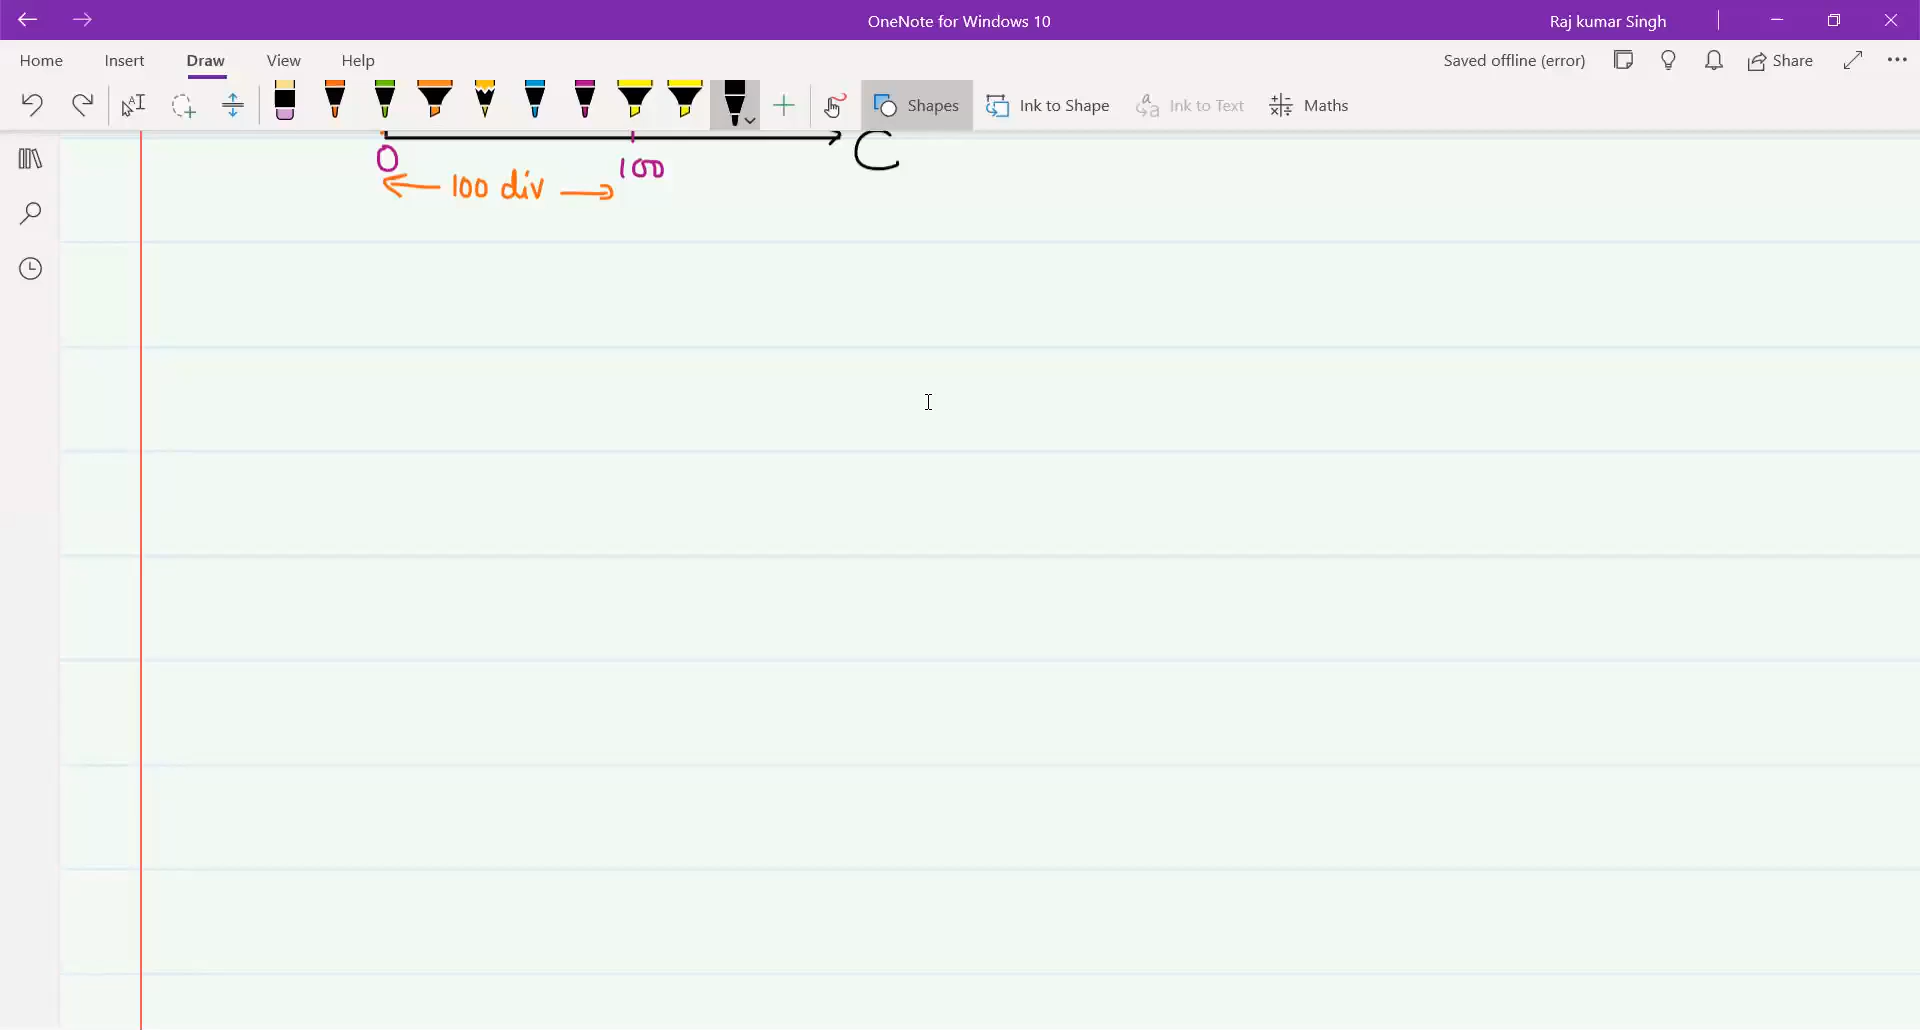 OneNote for Windows 10
Raj kumar Singh
Home Insert Draw View Help
Saved offline (error)
Share
Shapes
Ink to Shape
Ink to Text
Maths
0
100
C
100 div